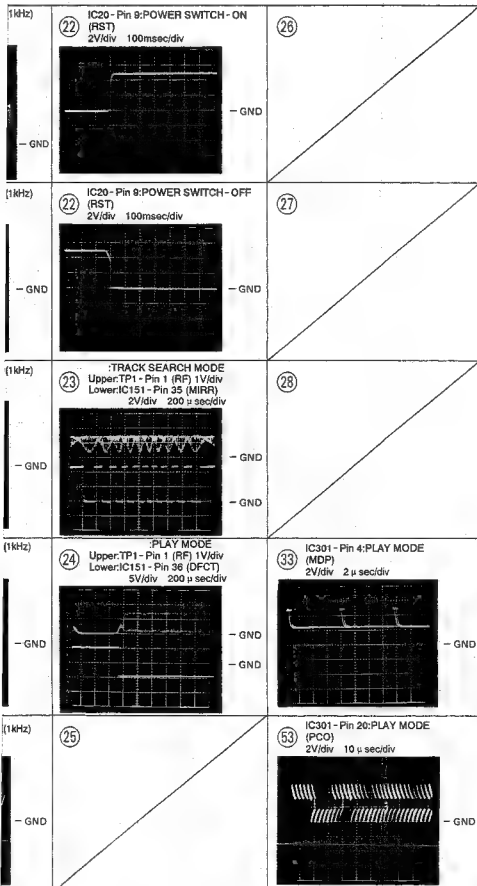 1kHz)
- GND
22
IC20 - Pin 9:POWER SWITCH - ON
(RST)
2V/div 100msec/div
- GND
26
(1kHz)
- GND
22
IC20 - Pin 9:POWER SWITCH - OFF
(RST)
2V/div 100msec/div
- GND
27
(1kHz)
- GND
23
:TRACK SEARCH MODE
Upper:TP1 - Pin 1 (RF) 1V/div
Lower:IC151 - Pin 35 (MIRR)
2V/div 200 μ sec/div
- GND
- GND
28
(1kHz)
- GND
24
:PLAY MODE
Upper:TP1 - Pin 1 (RF) 1V/div
Lower:IC151 - Pin 36 (DFCT)
5V/div 200 μ sec/div
- GND
- GND
33
IC301 - Pin 4:PLAY MODE
(MDP)
2V/div 2 μ sec/div
- GND
(1kHz)
- GND
25
53
IC301 - Pin 20:PLAY MODE
(PCO)
2V/div 10 μ sec/div
- GND